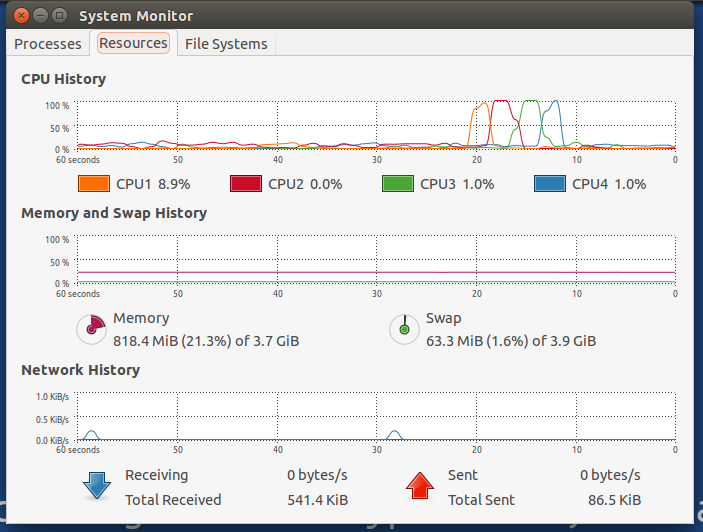 System Monitor
Processes Resources File Systems
CPU History
100 %
50 %
0 %
60 seconds 50 40 30 20 10 0
CPU1 8.9% CPU2 0.0% CPU3 1.0% CPU4 1.0%
Memory and Swap History
100 %
50 %
0 %
60 seconds 50 40 30 20 10 0
Memory Swap
818.4 MiB (21.3%) of 3.7 GiB 63.3 MiB (1.6%) of 3.9 GiB
Network History
1.0 KiB/s
0.5 KiB/s
0.0 KiB/s
60 seconds 50 40 30 20 10 0
Receiving 0 bytes/s Sent 0 bytes/s
Total Received 541.4 KiB Total Sent 86.5 KiB